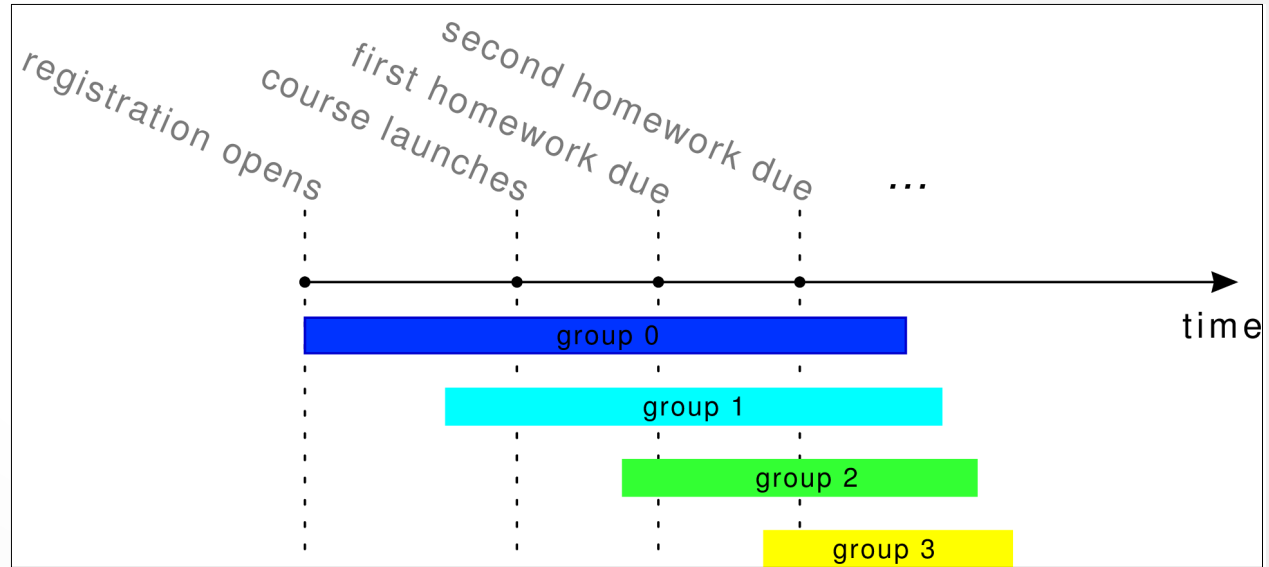 registration opens
course launches
first homework due
second homework due
...
time
group 0
group 1
group 2
group 3